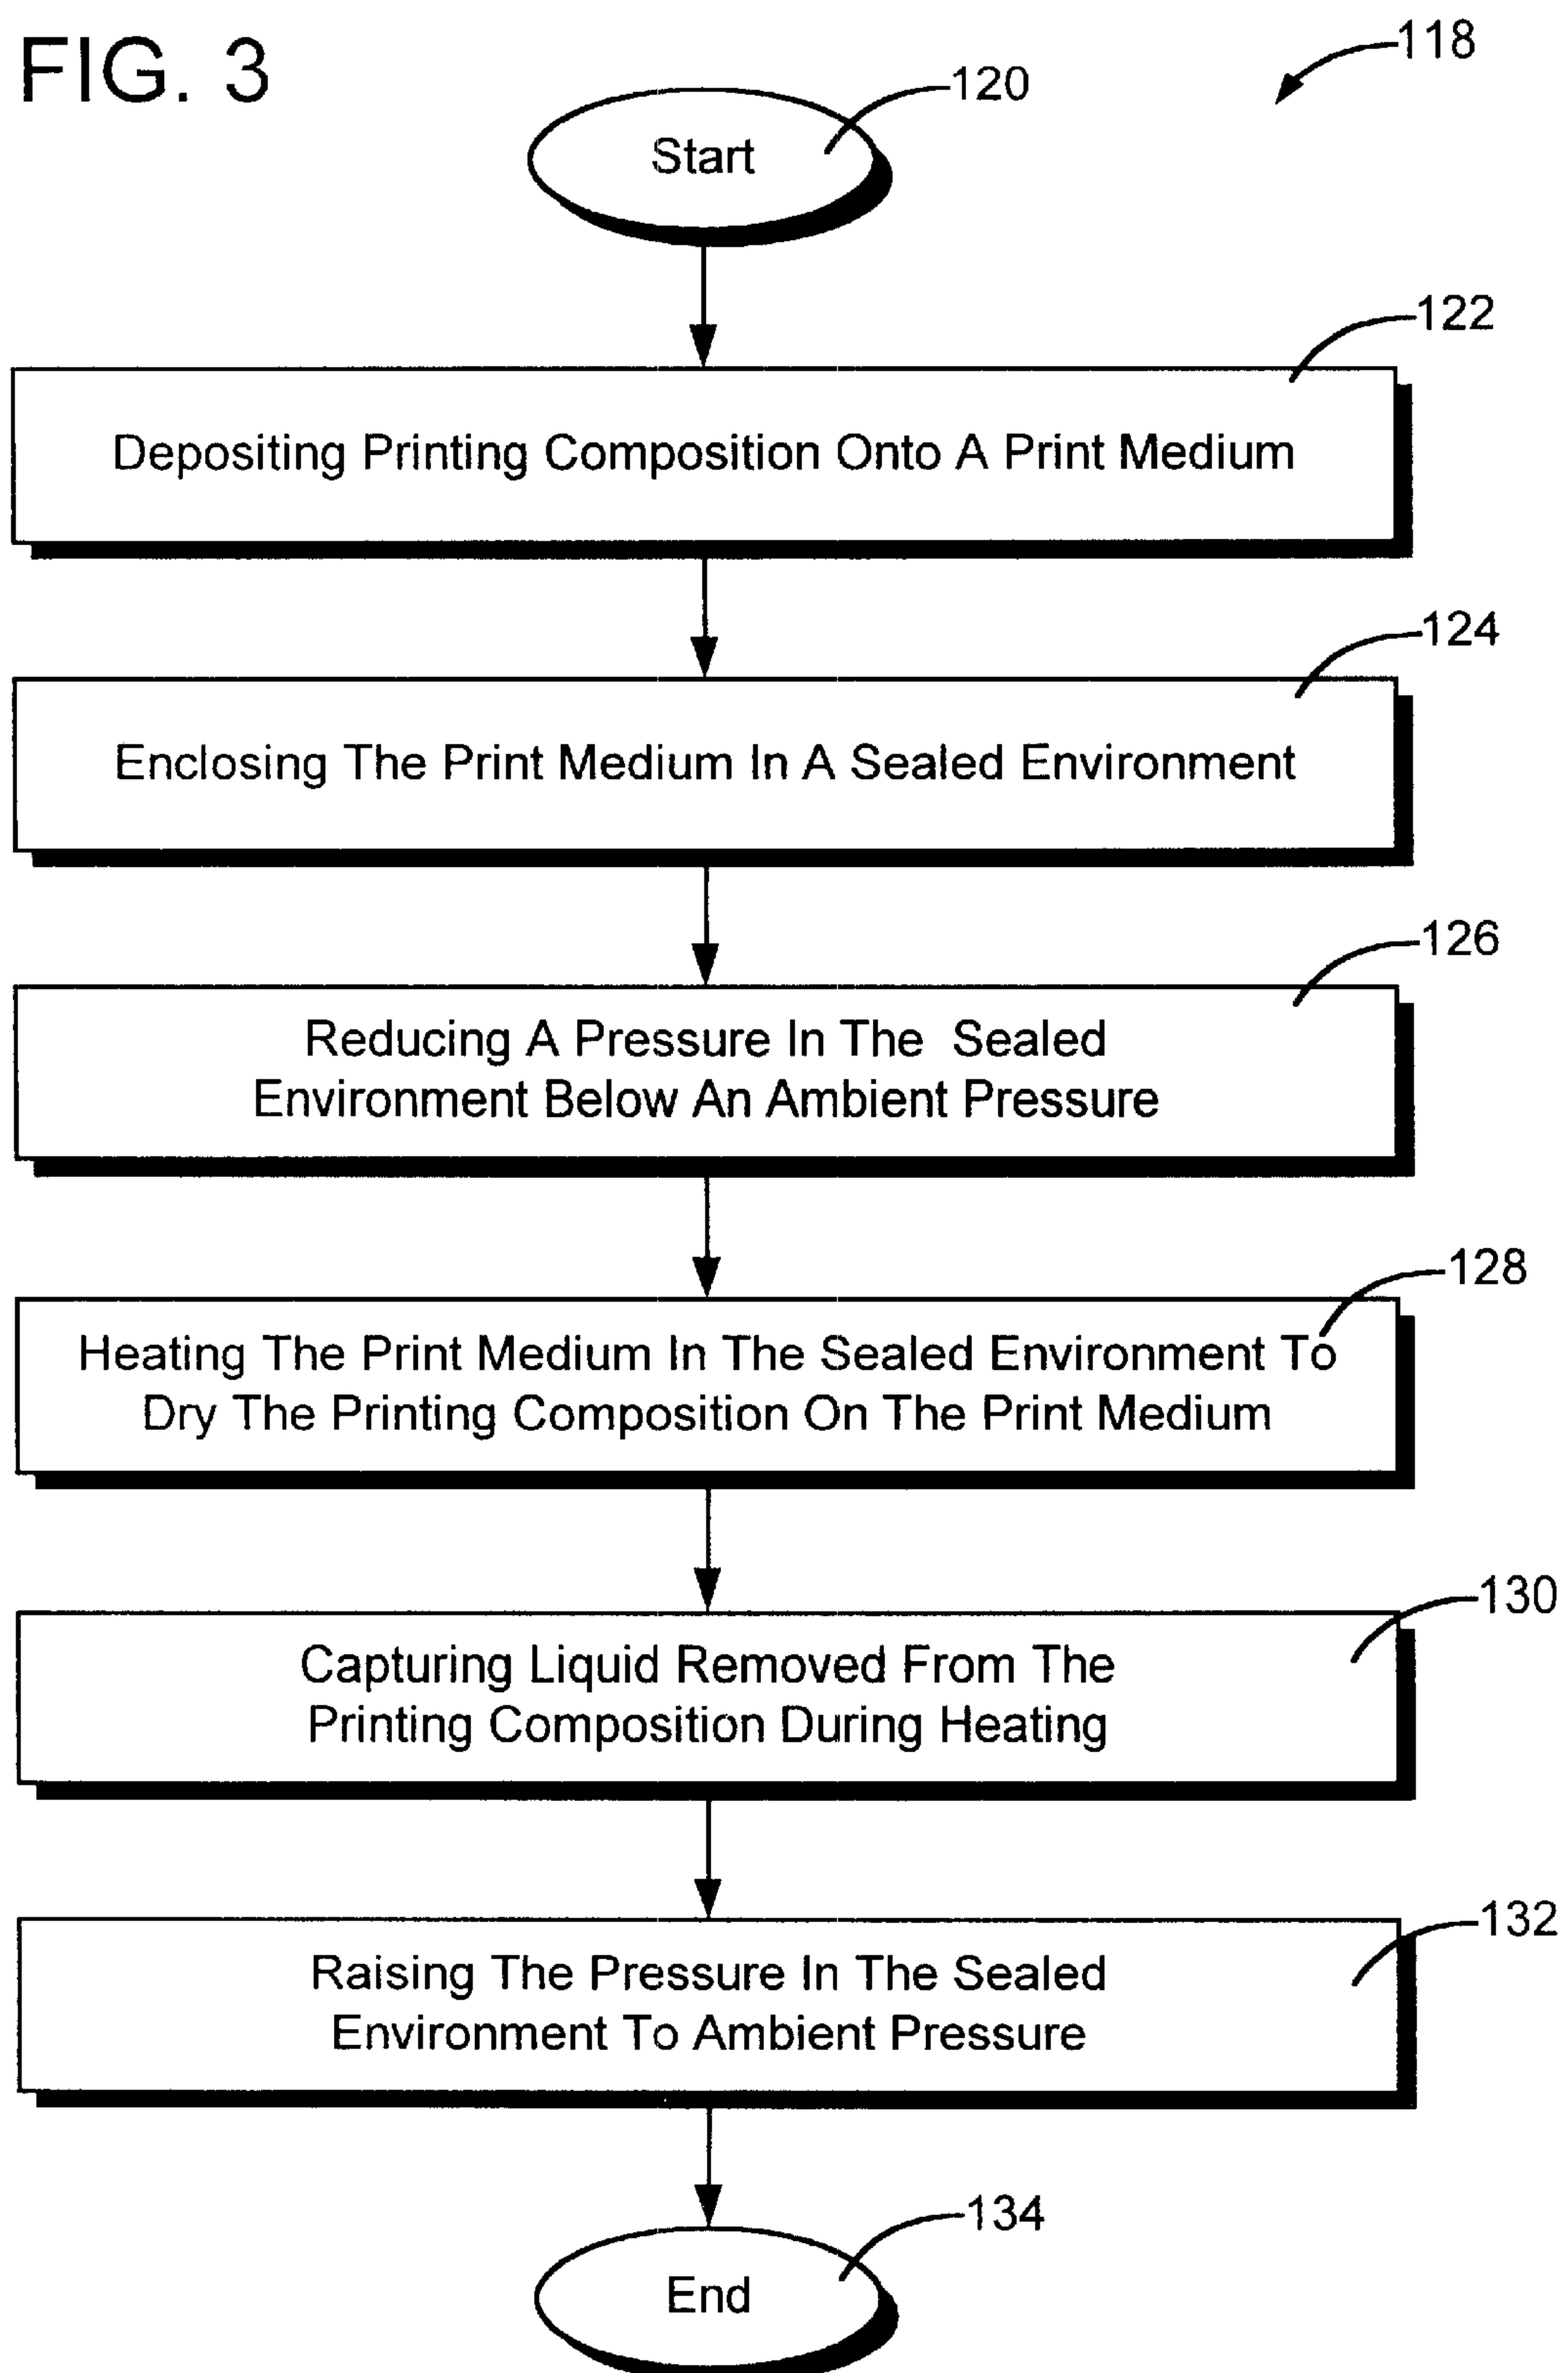 FIG. 3
118
120
Start
122
Depositing Printing Composition Onto A Print Medium
124
Enclosing The Print Medium In A Sealed Environment
126
Reducing A Pressure In The Sealed
Environment Below An Ambient Pressure
128
Heating The Print Medium In The Sealed Environment To
Dry The Printing Composition On The Print Medium
130
Capturing Liquid Removed From The
Printing Composition During Heating
132
Raising The Pressure In The Sealed
Environment To Ambient Pressure
134
End